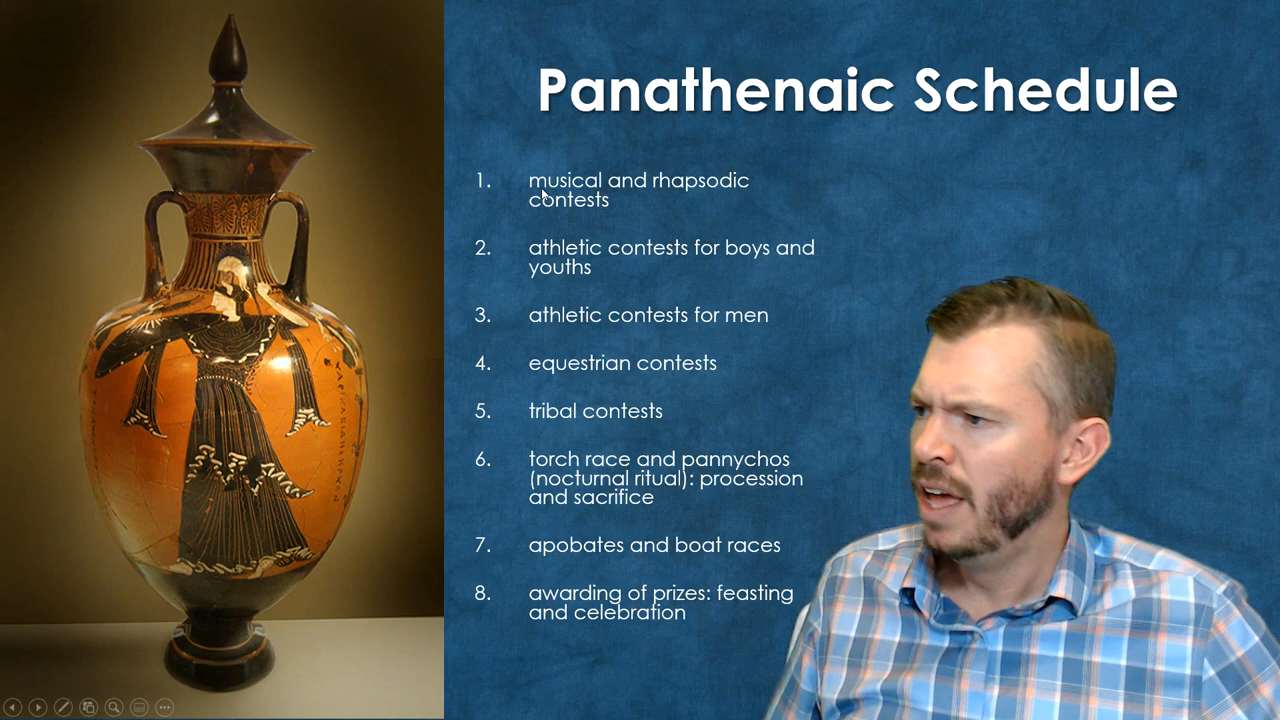 Panathenaic Schedule
1. musical and rhapsodic
contests
2. athletic contests for boys and
youths
3. athletic contests for men
4. equestrian contests
5. tribal contests
6. torch race and pannychos
(nocturnal ritual): procession
and sacrifice
7. apobates and boat races
8. awarding of prizes: feasting
and celebration